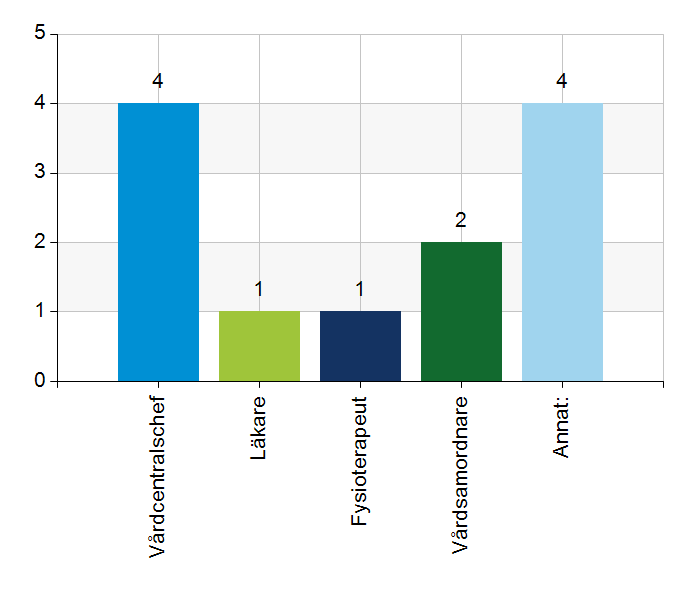 5
4
3
2
1
0
4
1
1
2
4
Vårdcentralschef
Läkare
Fysioterapeut
Vårdsamordnare
Annat: